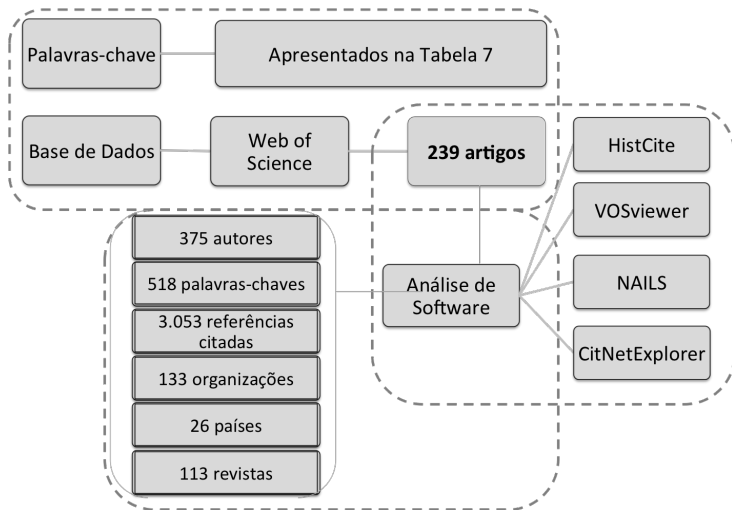 Palavras-chave
Apresentados na Tabela 7
Base de Dados
Web of
Science
239 artigos
HistCite
VOSviewer
NAILS
CitNetExplorer
Análise de
Software
375 autores
518 palavras-chaves
3.053 referências
citadas
133 organizações
26 países
113 revistas